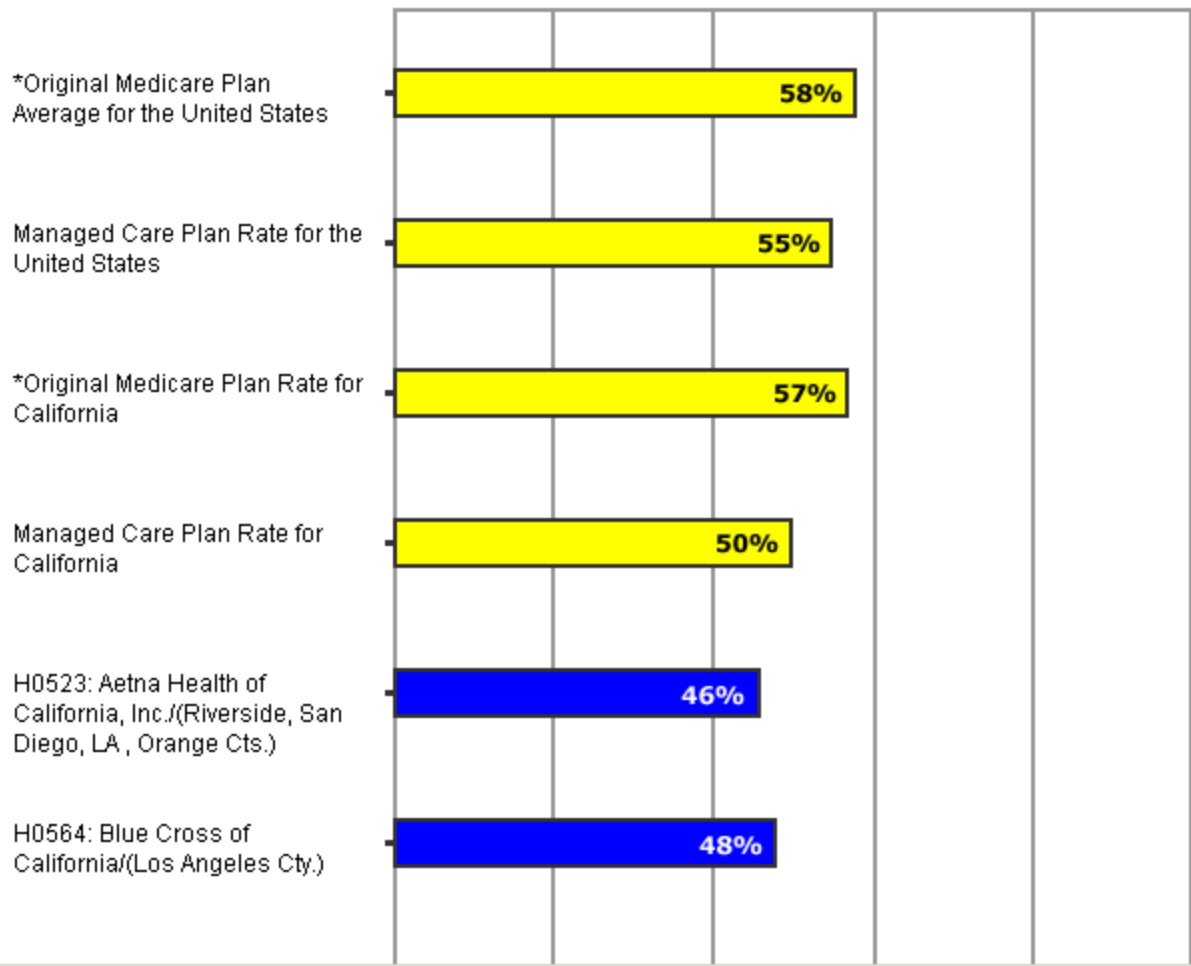 *Original Medicare Plan
Average for the United States
58%
Managed Care Plan Rate for the
United States
55%
*Original Medicare Plan Rate for
California
57%
Managed Care Plan Rate for
California
50%
H0523: Aetna Health of
California, Inc./(Riverside, San
Diego, LA , Orange Cts.)
46%
H0564: Blue Cross of
California/(Los Angeles Cty.)
48%